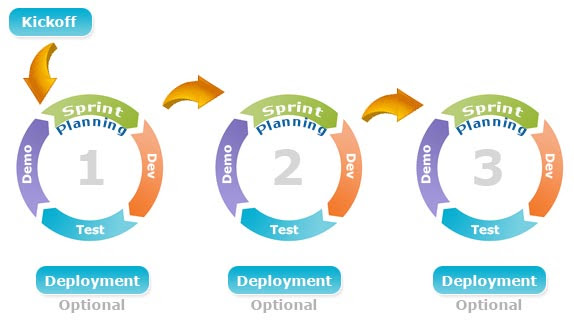 Kickoff
Sprint
Planning
1
Demo
Dev
Test
Deployment
Optional
Sprint
Planning
2
Demo
Dev
Test
Deployment
Optional
Sprint
Planning
3
Demo
Dev
Test
Deployment
Optional